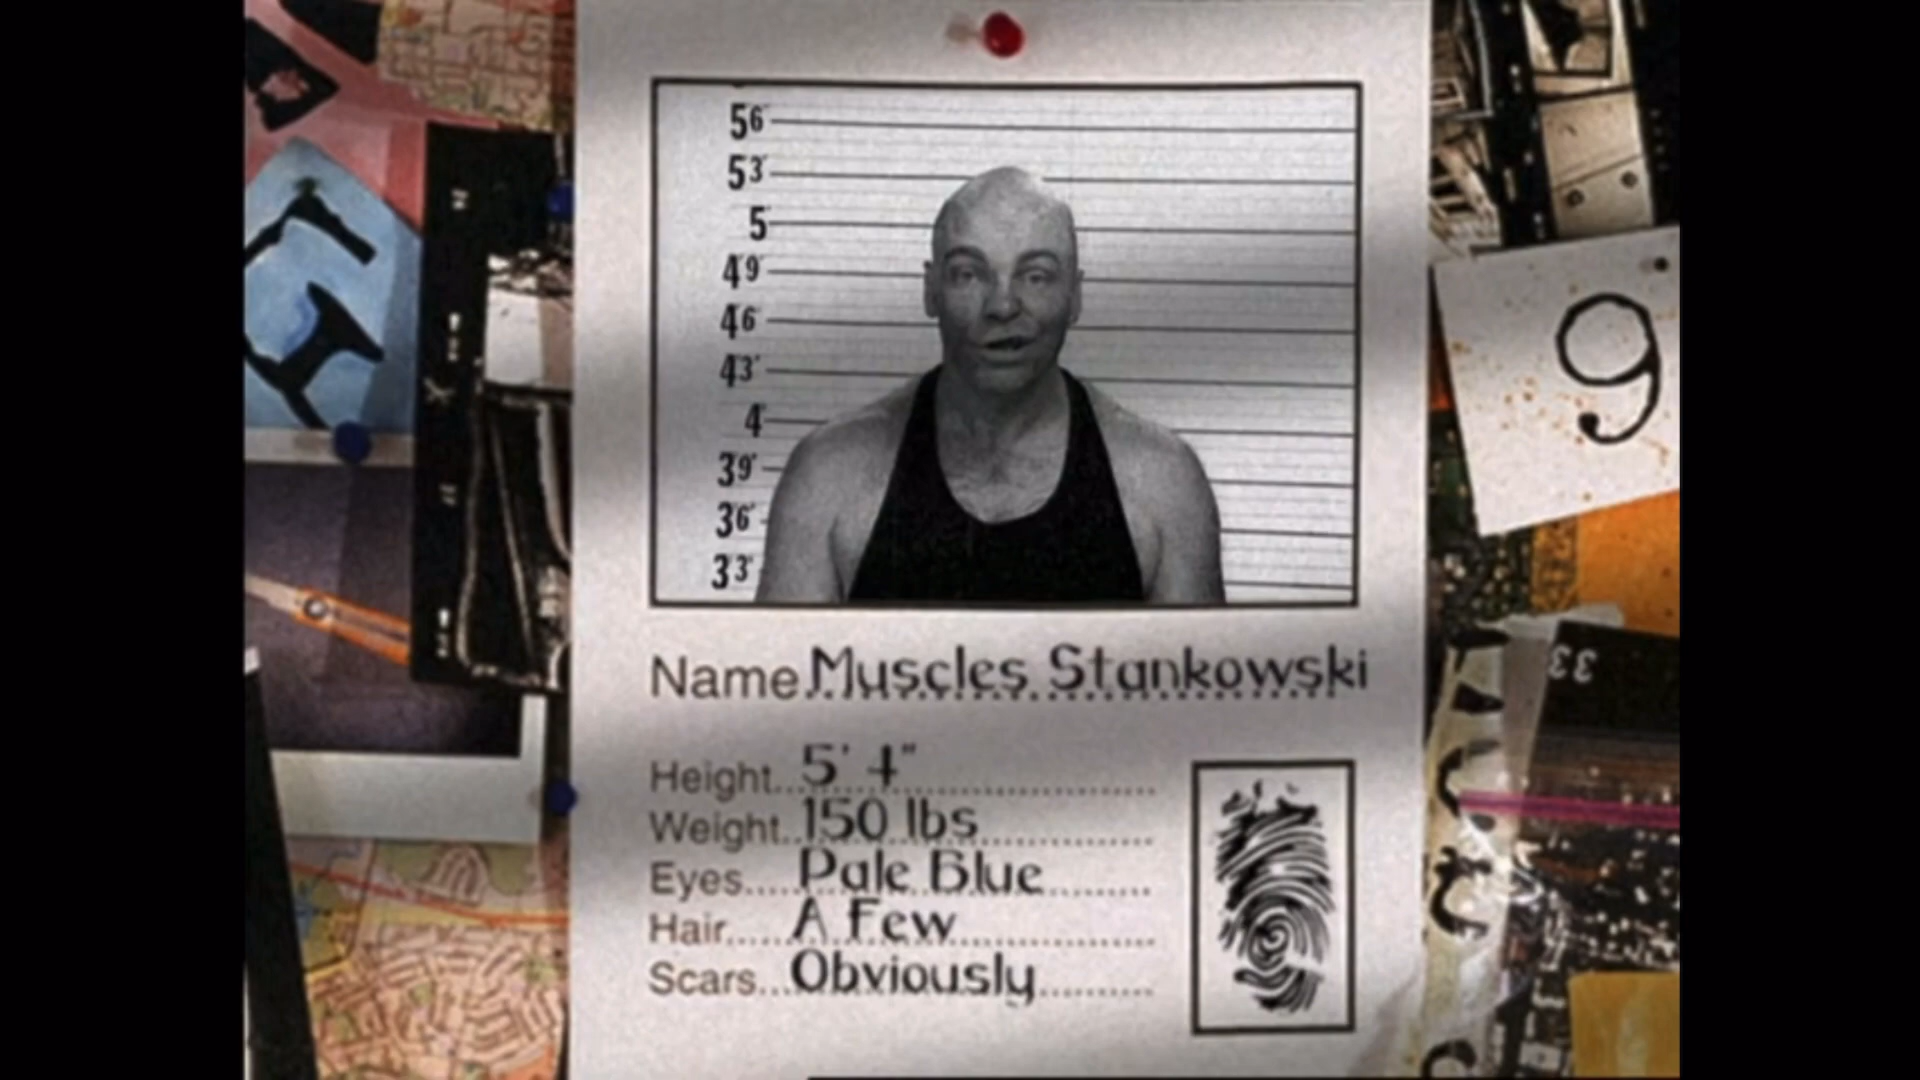 56
53
5
49
46
43
4
39
36
33
9
33
Name Muscles Stankowski
Height 5' 4"
Weight 150 lbs
Eyes Pale Blue
Hair A Few
Scars Obviously